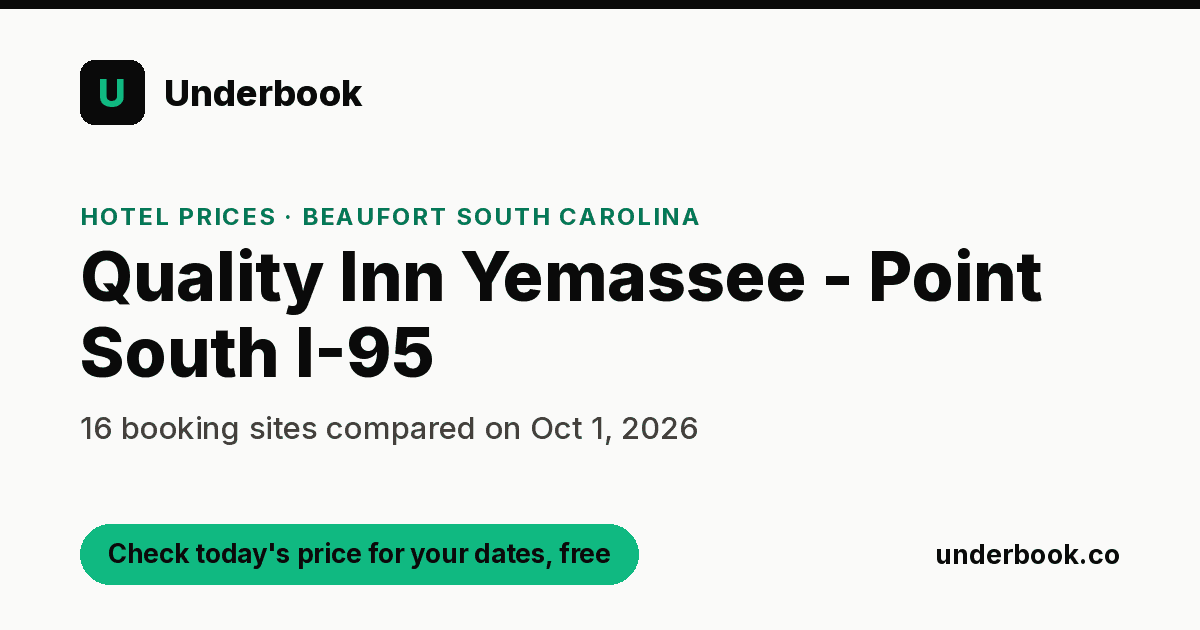 U Underbook
HOTEL PRICES · BEAUFORT SOUTH CAROLINA
Quality Inn Yemassee - Point
South I-95
16 booking sites compared on Oct 1, 2026
Check today's price for your dates, free
underbook.co